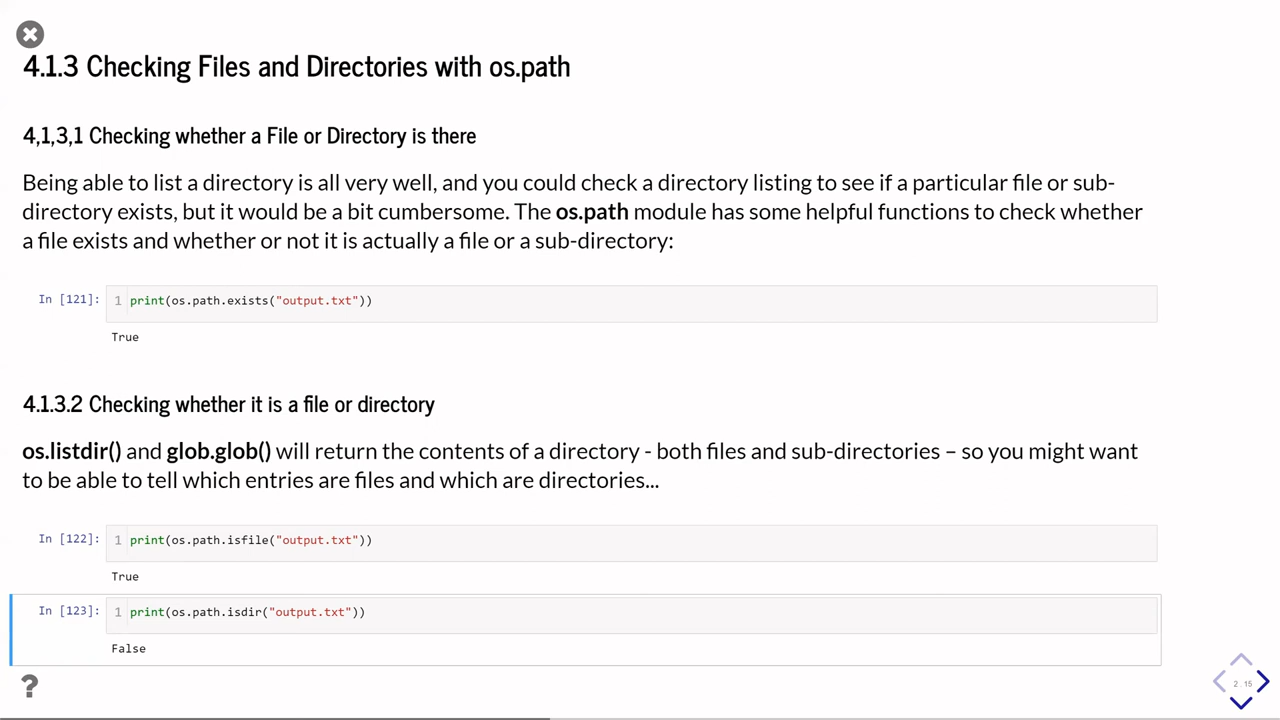 4.1.3 Checking Files and Directories with os.path
4,1,3,1 Checking whether a File or Directory is there
Being able to list a directory is all very well, and you could check a directory listing to see if a particular file or sub-
directory exists, but it would be a bit cumbersome. The os.path module has some helpful functions to check whether
a file exists and whether or not it is actually a file or a sub-directory:
In [121]: 1 print(os.path.exists("output.txt"))
True
4.1.3.2 Checking whether it is a file or directory
os.listdir() and glob.glob() will return the contents of a directory - both files and sub-directories – so you might want
to be able to tell which entries are files and which are directories...
In [122]: 1 print(os.path.isfile("output.txt"))
True
In [123]: 1 print(os.path.isdir("output.txt"))
False
?
2 . 15